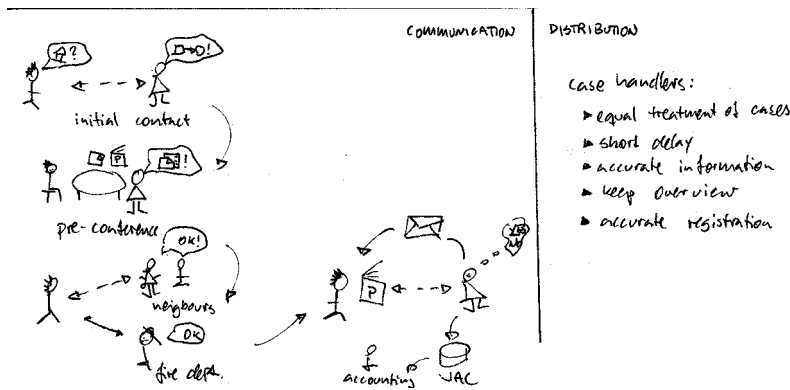 COMMUNICATION
DISTRIBUTION
?
!
initial contact
P
!
pre-conference
OK!
neigbours
OK
fire dept.
P
accounting
JAC
case handlers:
equal treatment of cases
short delay
accurate information
keep overview
accurate registration